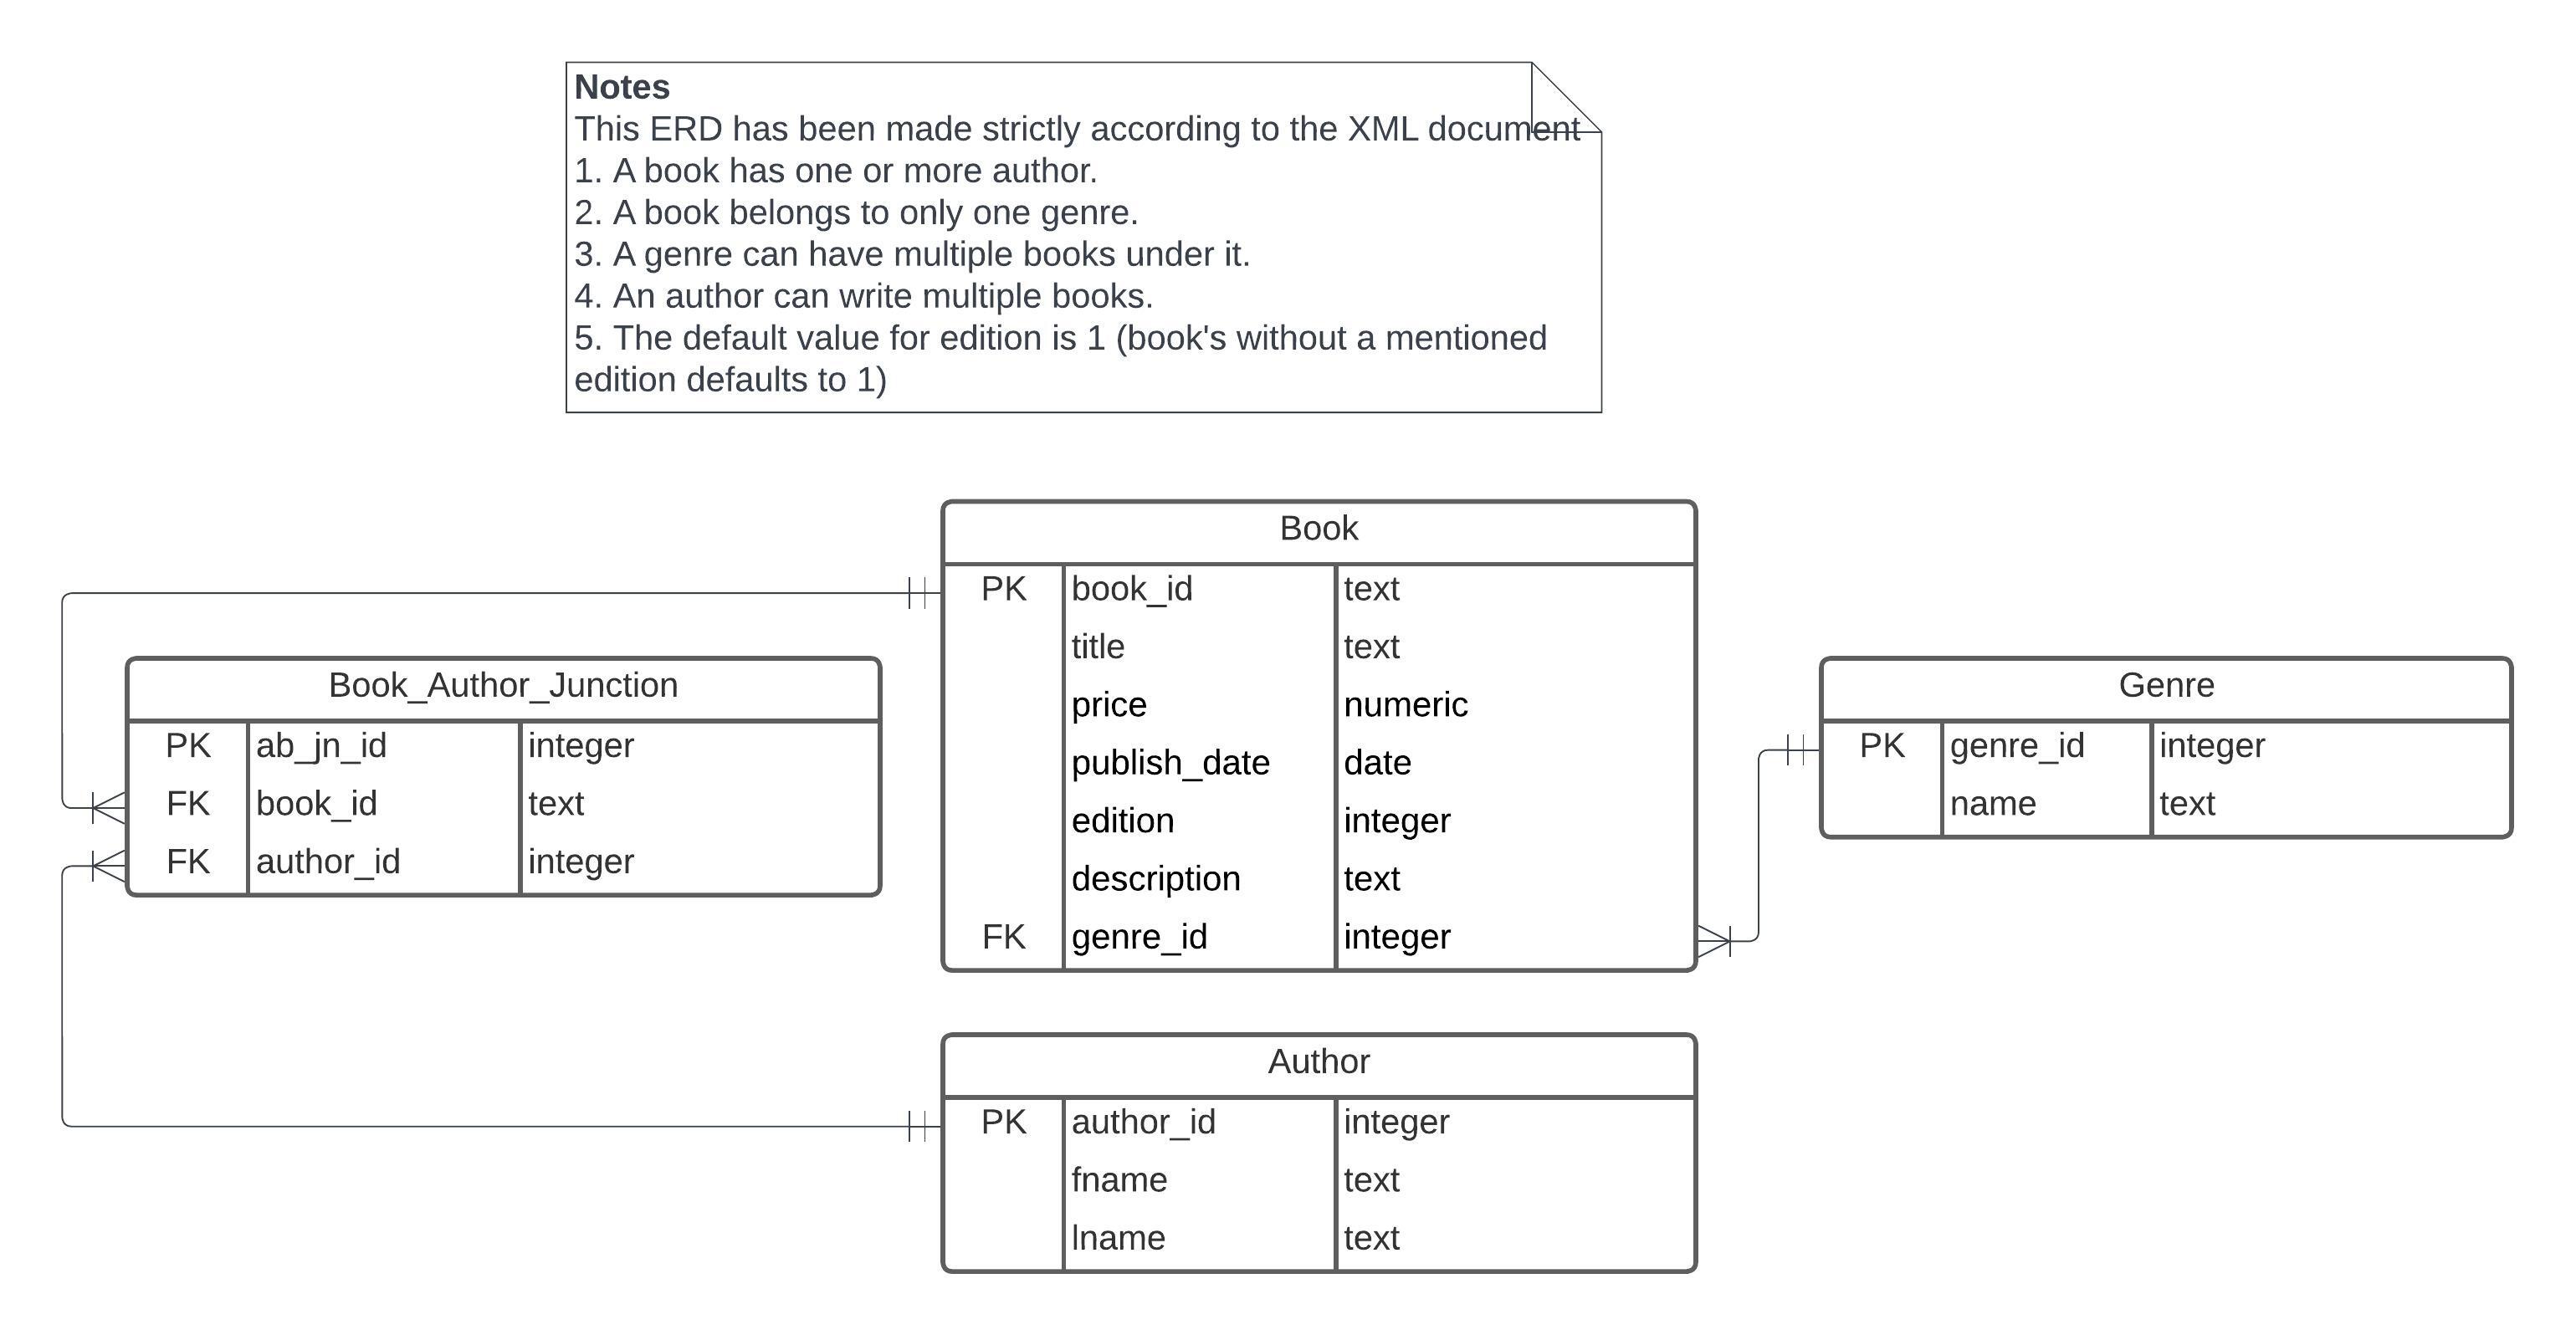 Notes
This ERD has been made strictly according to the XML document
1. A book has one or more author.
2. A book belongs to only one genre.
3. A genre can have multiple books under it.
4. An author can write multiple books.
5. The default value for edition is 1 (book's without a mentioned
edition defaults to 1)
Book
PK book_id text
title text
price numeric
publish_date date
edition integer
description text
FK genre_id integer
Book_Author_Junction
PK ab_jn_id integer
FK book_id text
FK author_id integer
Genre
PK genre_id integer
name text
Author
PK author_id integer
fname text
lname text